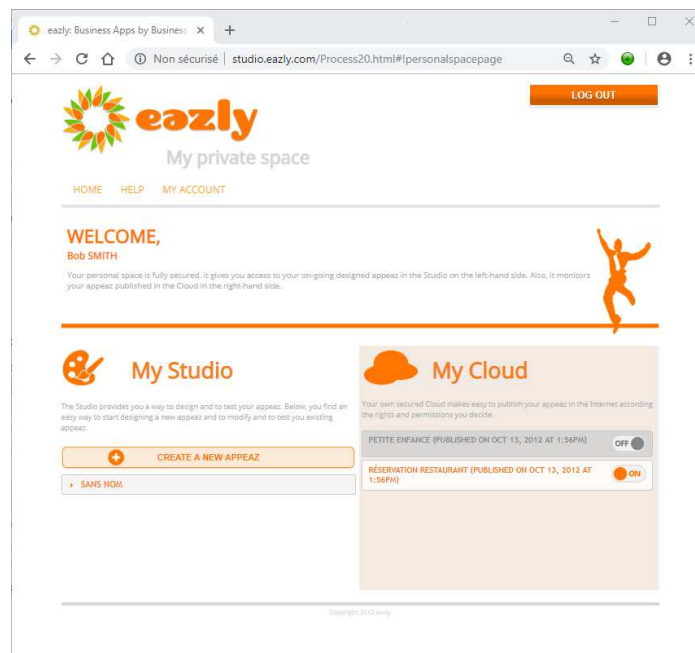 eazly: Business Apps by Business
Non sécurisé | studio.eazly.com/Process20.html#!personalspacepage
LOG OUT
eazly
My private space
HOME HELP MY ACCOUNT
WELCOME,
Bob SMITH
Your personal space is fully secured. it gives you access to your on-going designed appeaz in the Studio on the left-hand side. Also, it monitors
your appeaz published in the Cloud in the right-hand side.
My Studio
The Studio provides you a way to design and to test your appeaz. Below, you find an
easy way to start designing a new appeaz and to modify and to test you existing
appeaz.
CREATE A NEW APPEAZ
SANS NOM
My Cloud
Your own secured Cloud makes easy to publish your appeaz in the Internet according
the rights and permissions you decide.
PETITE ENFANCE (PUBLISHED ON OCT 13, 2012 AT 1:56PM) OFF
RÉSERVATION RESTAURANT (PUBLISHED ON OCT 13, 2012 AT
1:56PM) ON
Copyright 2012 eazly